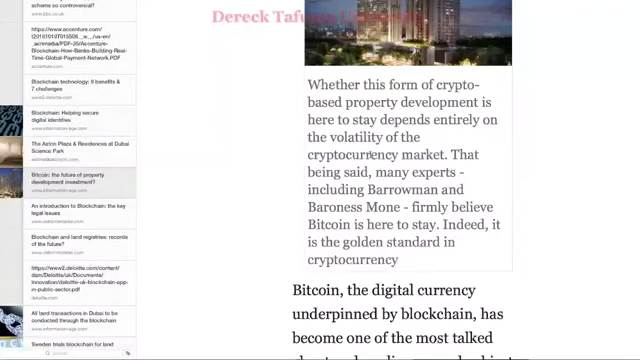 scheme so controversial?
www.bbc.co.uk
https://www.accenture.com/
Blockchain-How-Banks-Building-Real-
Time-Global-Payment-Network.PDF
accenture.com
Blockchain technology: 9 benefits &
7 challenges
www2.deloitte.com
Blockchain: Helping secure
digital identities
www.information-age.com
The Aston Plaza & Residences at Dubai
Science Park
Bitcoin: the future of property
development investment?
www.information-age.com
An introduction to Blockchain: the key
legal issues
Blockchain and land registries: records
of the future?
https://www2.deloitte.com/content/
dam/Deloitte/uk/Documents/
Innovation/deloitte-uk-blockchain-app-
in-public-sector.pdf
deloitte.com
All land transactions in Dubai to be
conducted through the blockchain
www.information-age.com
Sweden trials blockchain for land
Dereck Tafuma
Whether this form of crypto-
based property development is
here to stay depends entirely on
the volatility of the
cryptocurrency market. That
being said, many experts -
including Barrowman and
Baroness Mone - firmly believe
Bitcoin is here to stay. Indeed, it
is the golden standard in
cryptocurrency
Bitcoin, the digital currency
underpinned by blockchain, has
become one of the most talked